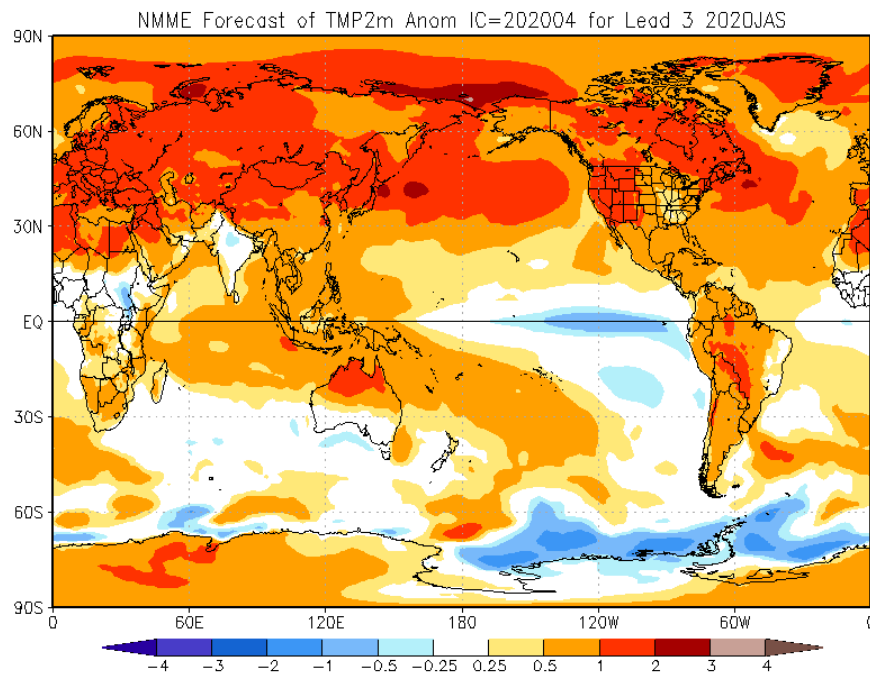 NMME Forecast of TMP2m Anom IC=202004 for Lead 3 2020JAS
90N
60N
30N
EQ
30S
60S
90S
0 60E 120E 180 120W 60W 0
-4 -3 -2 -1 -0.5 -0.25 0.25 0.5 1 2 3 4